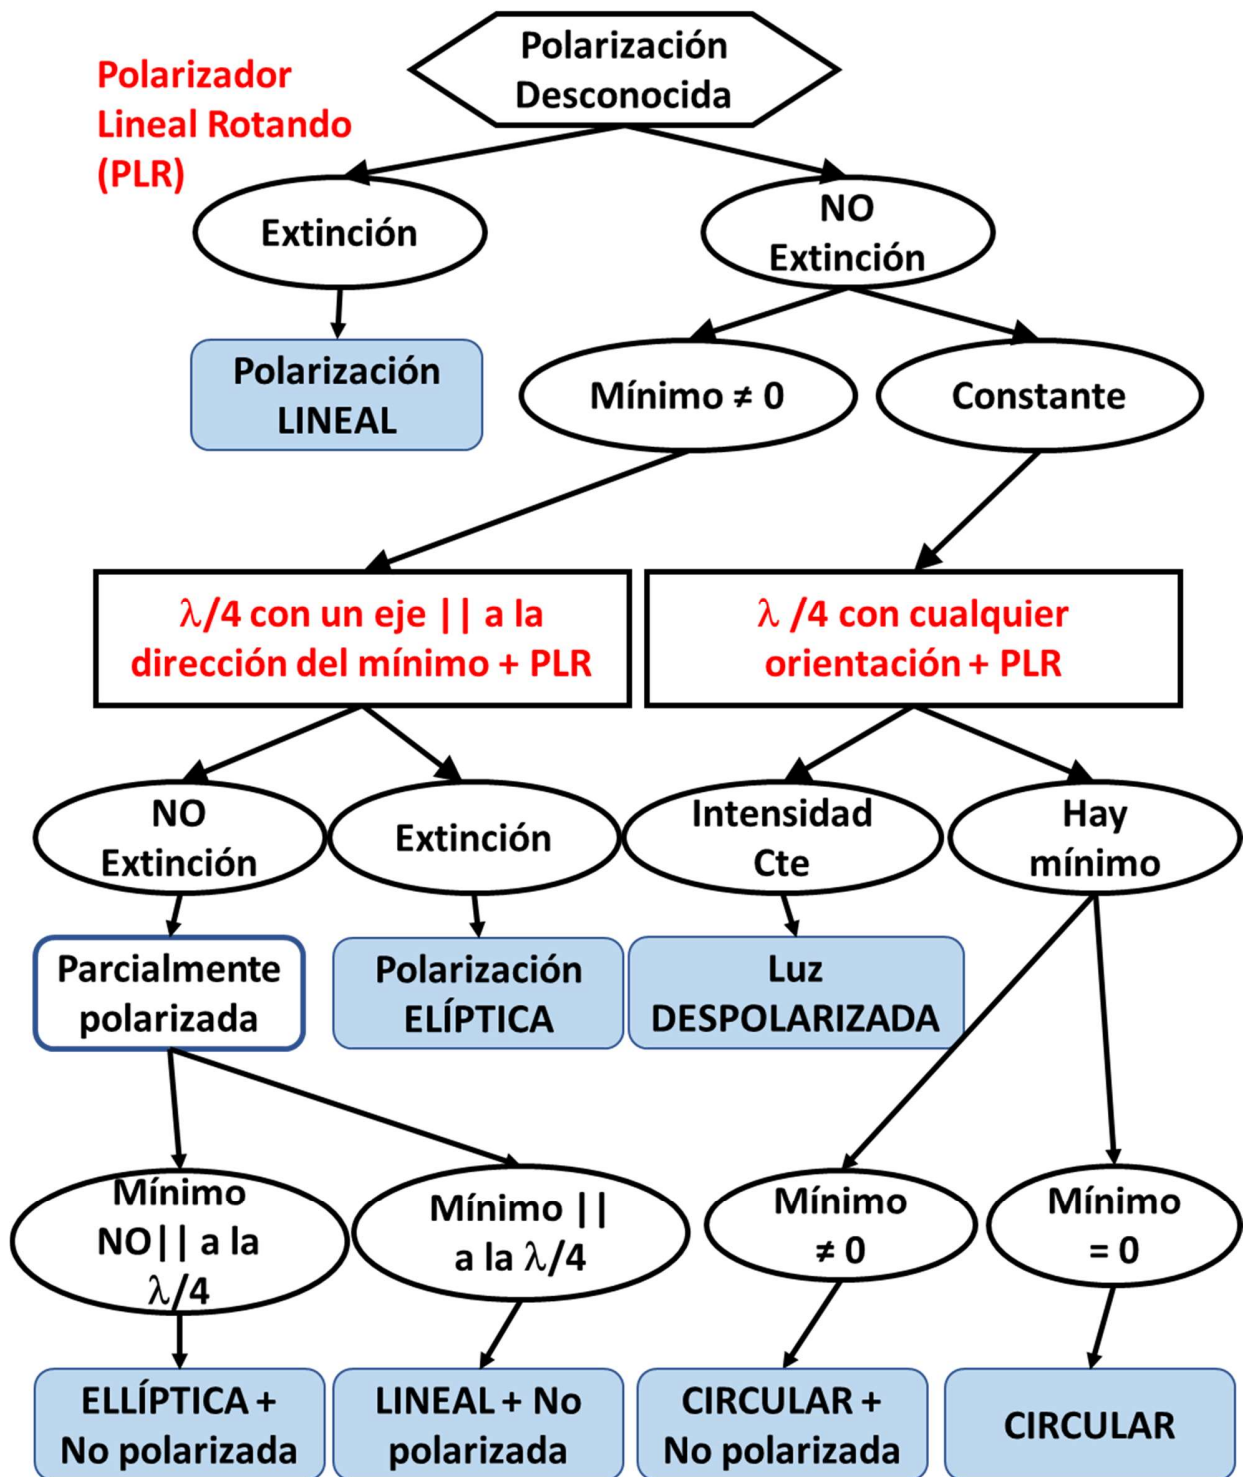 Polarización
Desconocida
Polarizador
Lineal Rotando
(PLR)
Extinción
NO
Extinción
Polarización
LINEAL
Mínimo ≠ 0
Constante
λ/4 con un eje || a la
dirección del mínimo + PLR
λ /4 con cualquier
orientación + PLR
NO
Extinción
Extinción
Intensidad
Cte
Hay
mínimo
Parcialmente
polarizada
Polarización
ELÍPTICA
Luz
DESPOLARIZADA
Mínimo
NO|| a la
λ/4
Mínimo ||
a la λ/4
Mínimo
≠ 0
Mínimo
= 0
ELLÍPTICA +
No polarizada
LINEAL + No
polarizada
CIRCULAR +
No polarizada
CIRCULAR